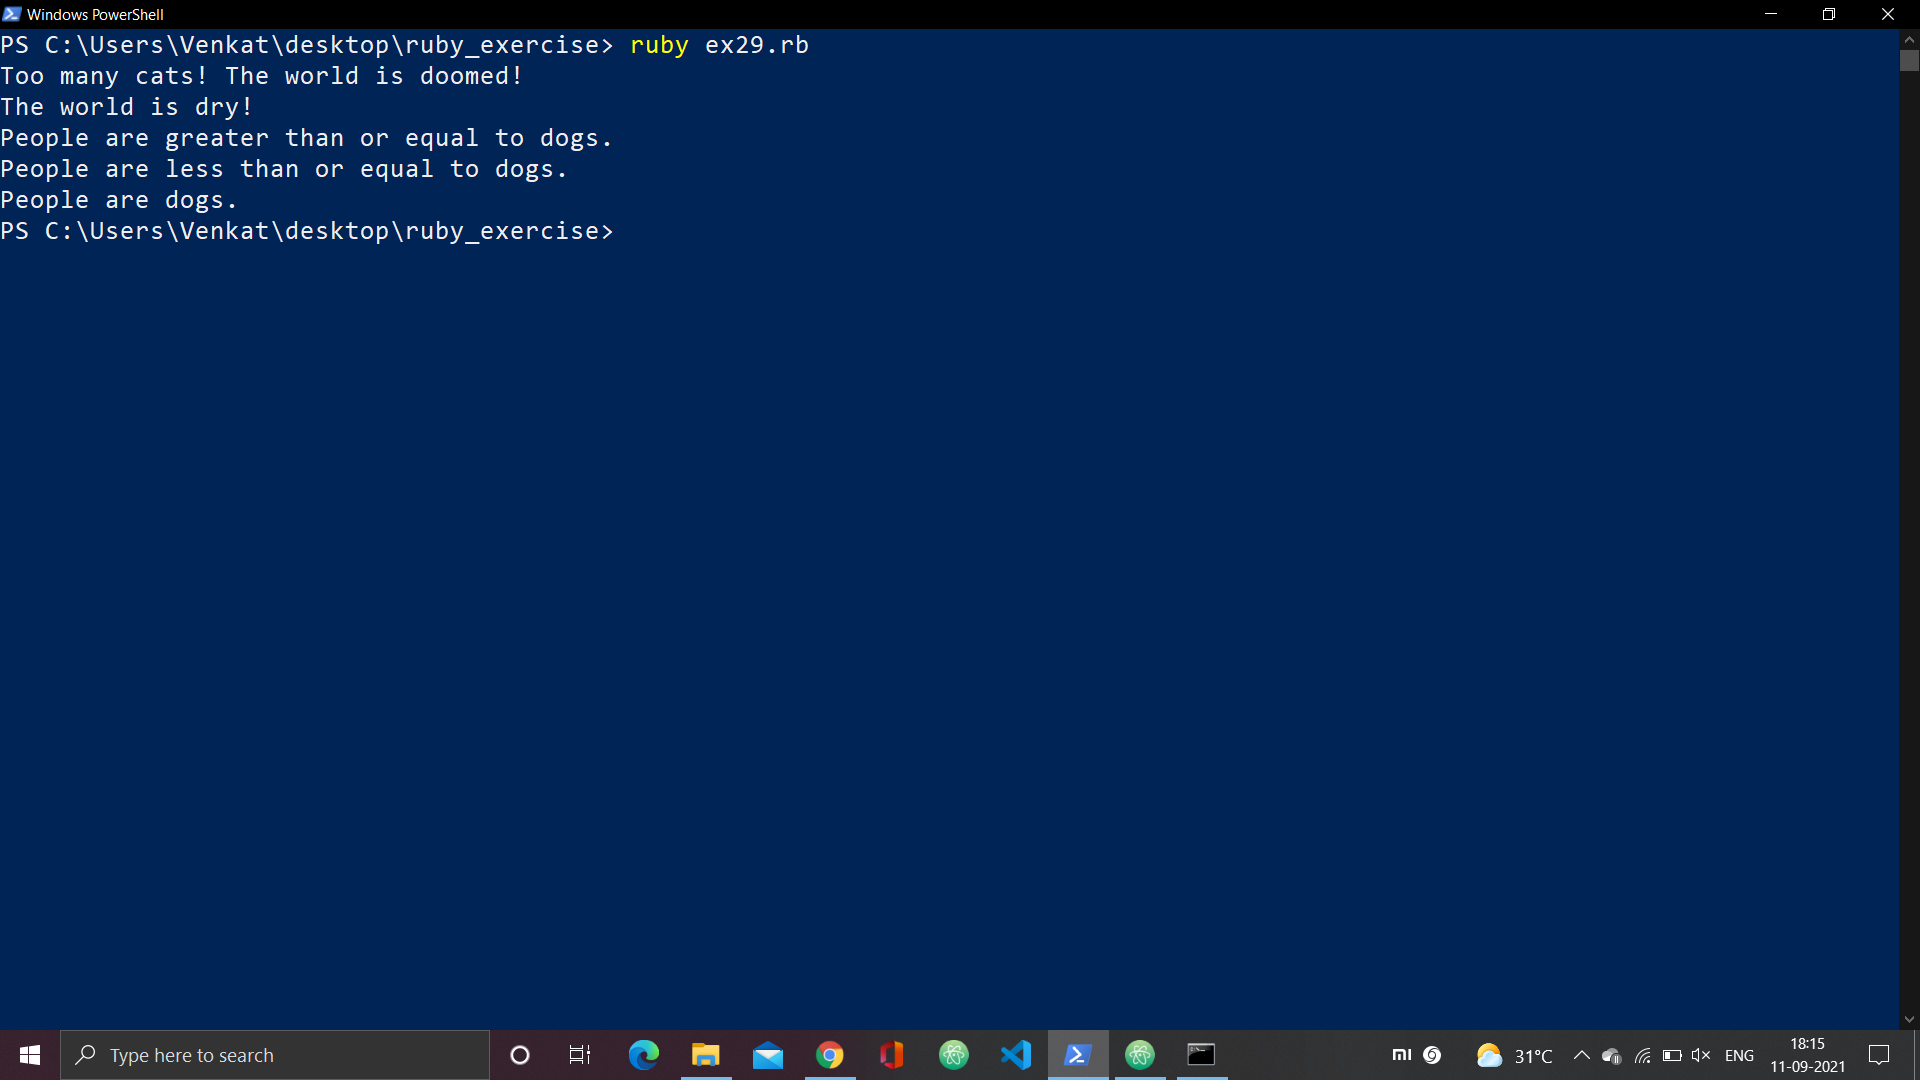 Windows PowerShell
PS C:\Users\Venkat\desktop\ruby_exercise> ruby ex29.rb
Too many cats! The world is doomed!
The world is dry!
People are greater than or equal to dogs.
People are less than or equal to dogs.
People are dogs.
PS C:\Users\Venkat\desktop\ruby_exercise>
Type here to search
31°C
ENG
18:15
11-09-2021